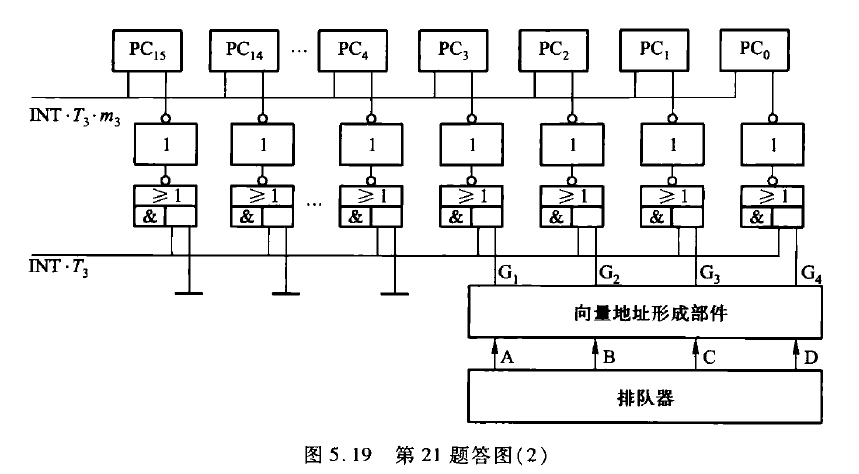 PC₁₅ PC₁₄ … PC₄ PC₃ PC₂ PC₁ PC₀
INT·T₃·m₃
1 1 1 1 1 1 1
≥1 ≥1 ≥1 ≥1 ≥1 ≥1 ≥1
& & … & & & & &
INT·T₃
G₁ G₂ G₃ G₄
向量地址形成部件
A B C D
排队器
图 5.19 第 21 题答图(2)